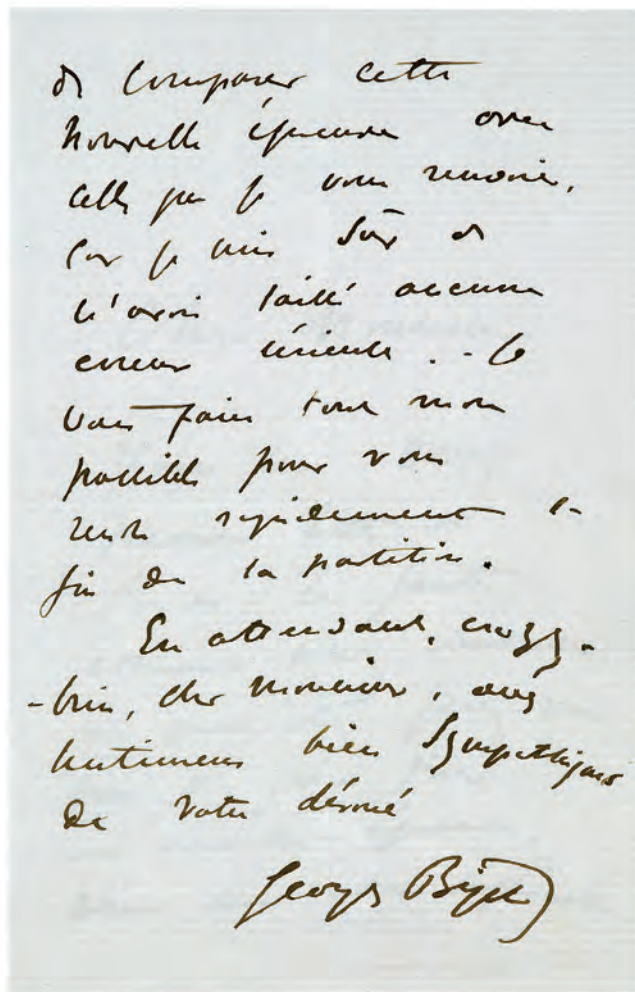 de comparer cette
nouvelle épreuve avec
celle que je vous renvoie,
car je suis sûr de
n'avoir laissé aucune
erreur sérieuse. - Je
vais faire tout mon
possible pour vous
rendre rapidement la
fin de la partition.
En attendant, croyez-
-bien, cher monsieur, aux
sentimens bien sympathiques
de votre dévoué
Georges Bizet